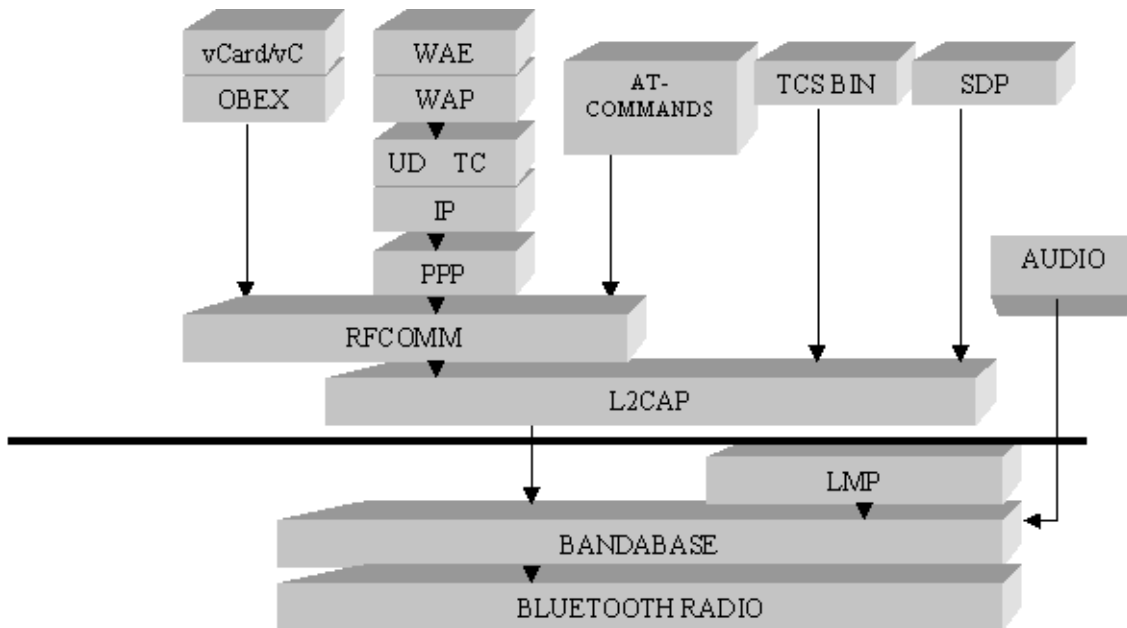 vCard/vC
WAE
OBEX
WAP
AT-
COMMANDS
TCS BIN
SDP
UD TC
IP
PPP
AUDIO
RFCOMM
L2CAP
LMP
BANDABASE
BLUETOOTH RADIO